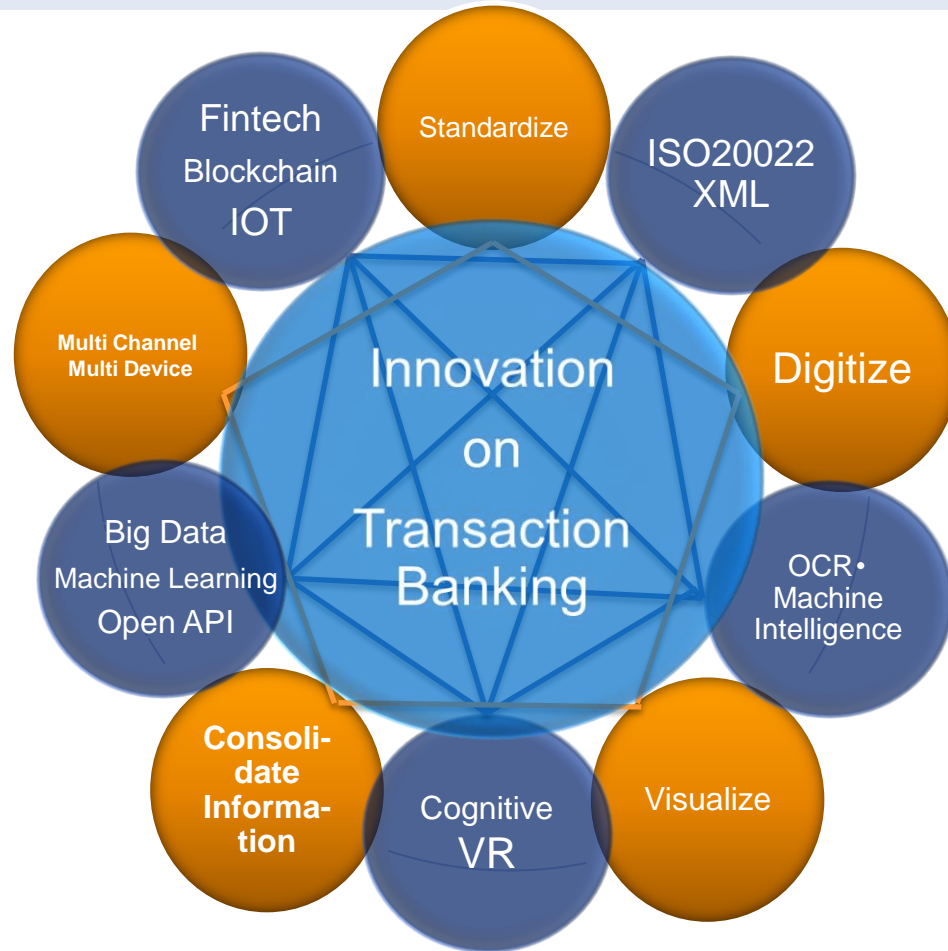 Standardize
ISO20022
XML
Digitize
OCR•
Machine
Intelligence
Visualize
Cognitive
VR
Consoli-
date
Informa-
tion
Big Data
Machine Learning
Open API
Multi Channel
Multi Device
Fintech
Blockchain
IOT
Innovation
on
Transaction
Banking